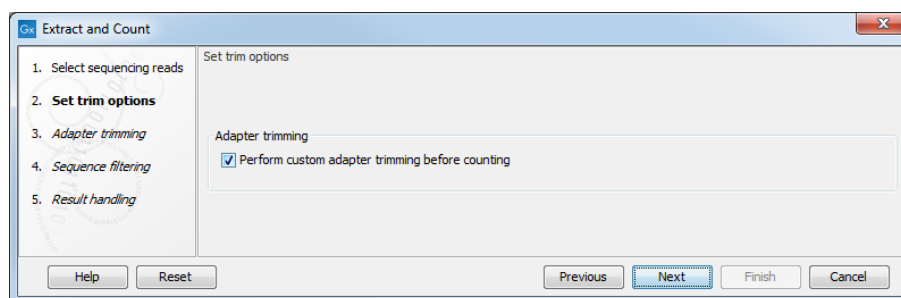 Gx Extract and Count
X
1. Select sequencing reads
2. Set trim options
3. Adapter trimming
4. Sequence filtering
5. Result handling
Set trim options
Adapter trimming
Perform custom adapter trimming before counting
Help Reset Previous Next Finish Cancel